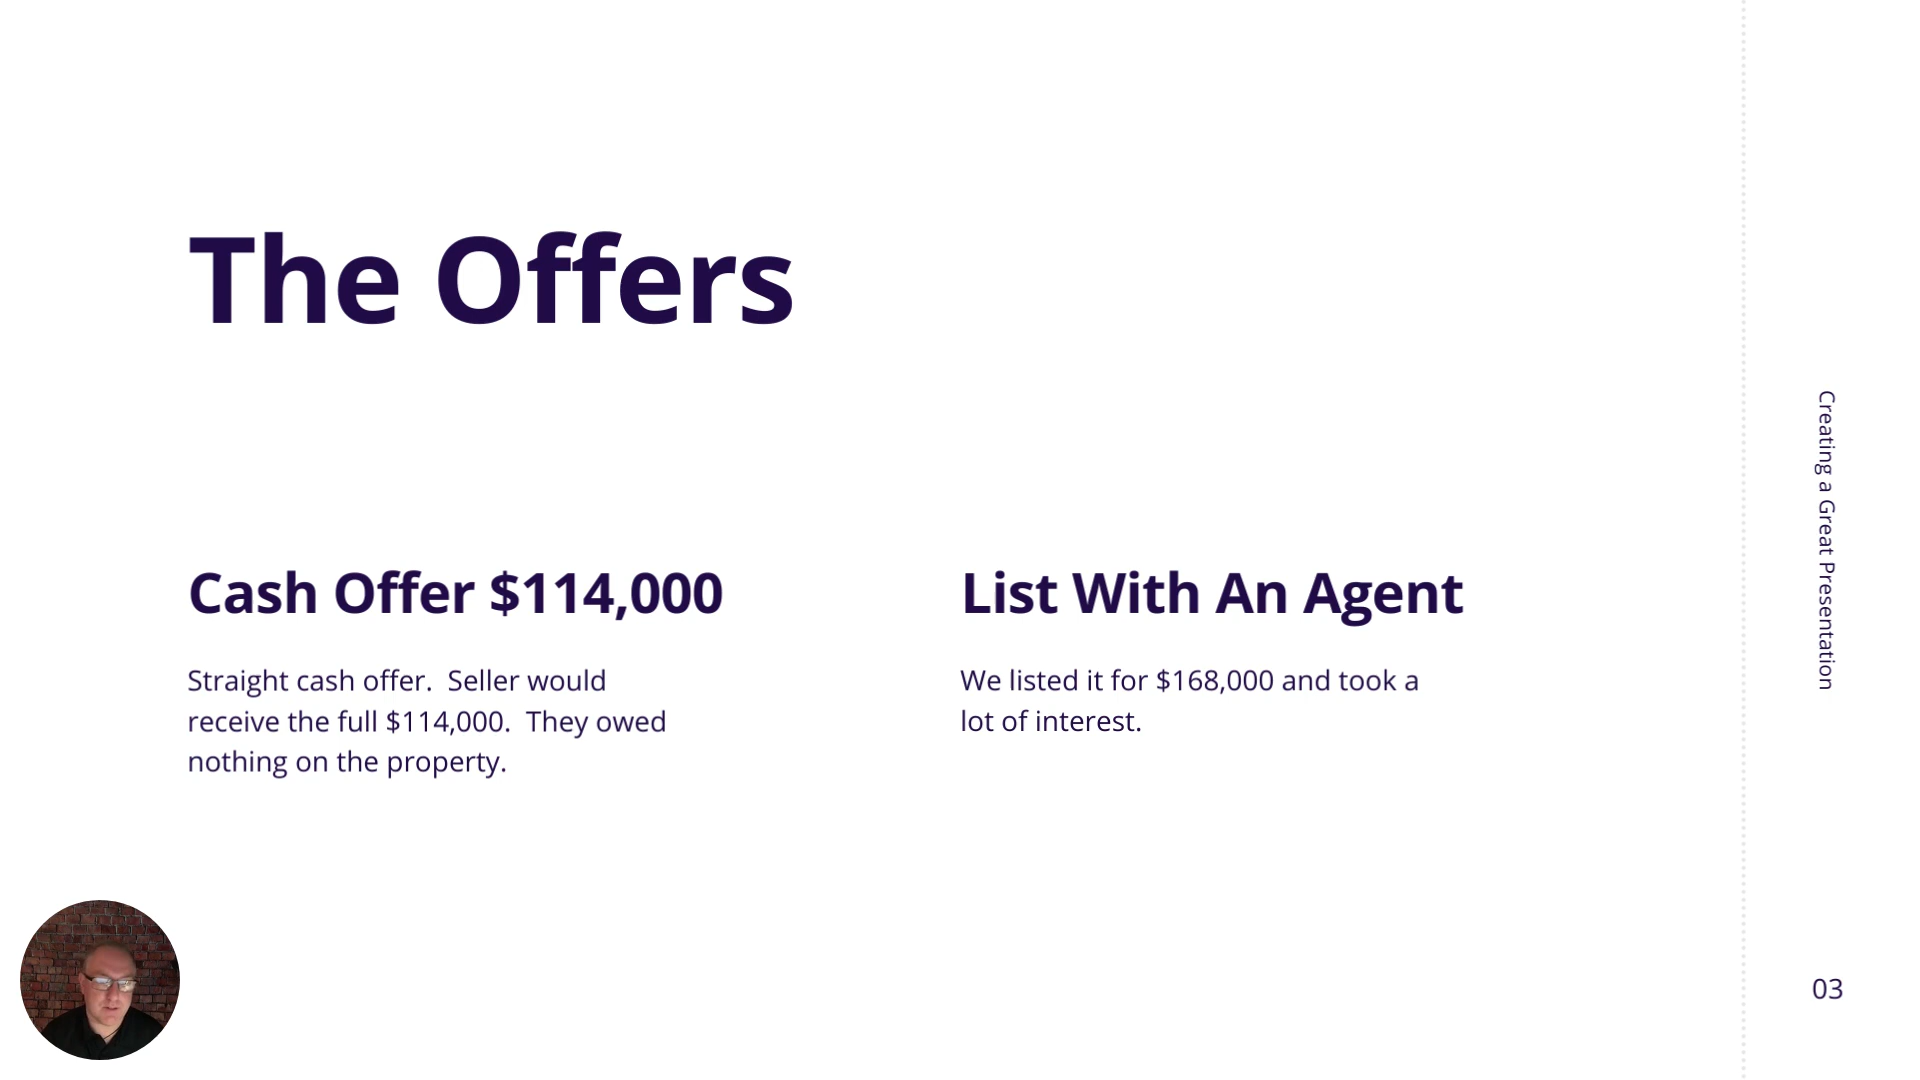 The Offers
Cash Offer $114,000
Straight cash offer.  Seller would
receive the full $114,000.  They owed
nothing on the property.
List With An Agent
We listed it for $168,000 and took a
lot of interest.
Creating a Great Presentation
03